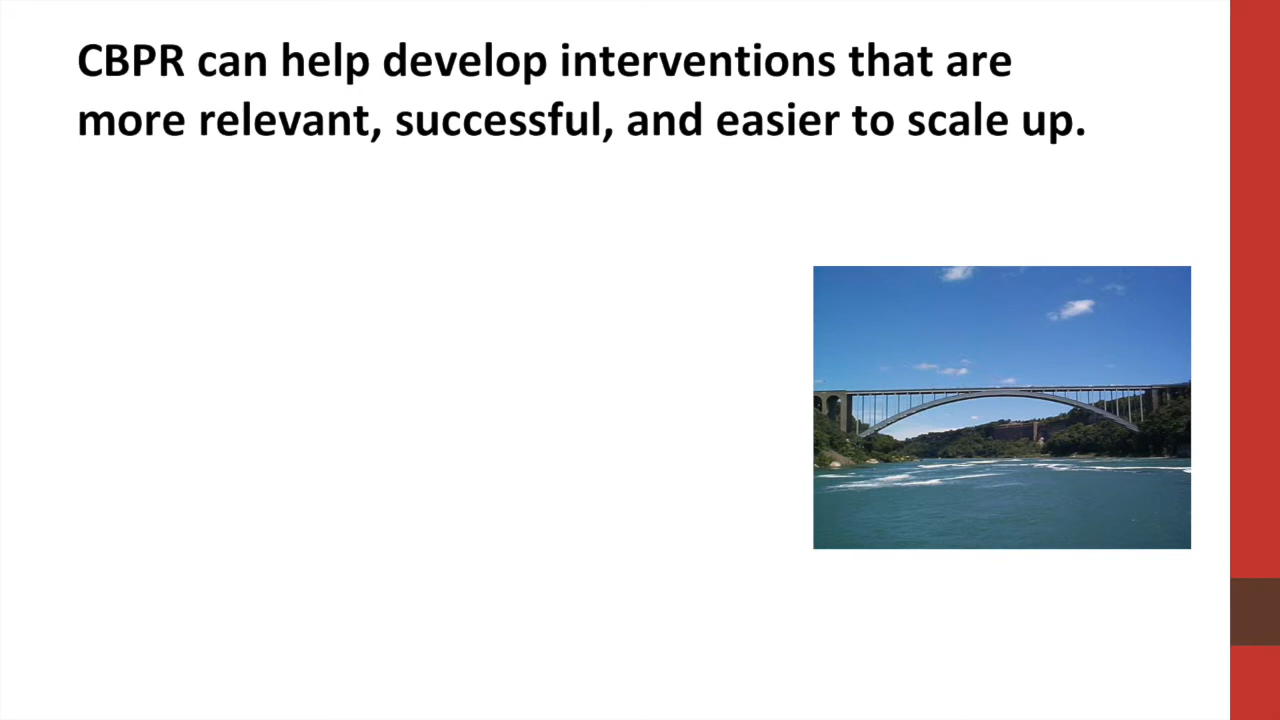 CBPR can help develop interventions that are
more relevant, successful, and easier to scale up.